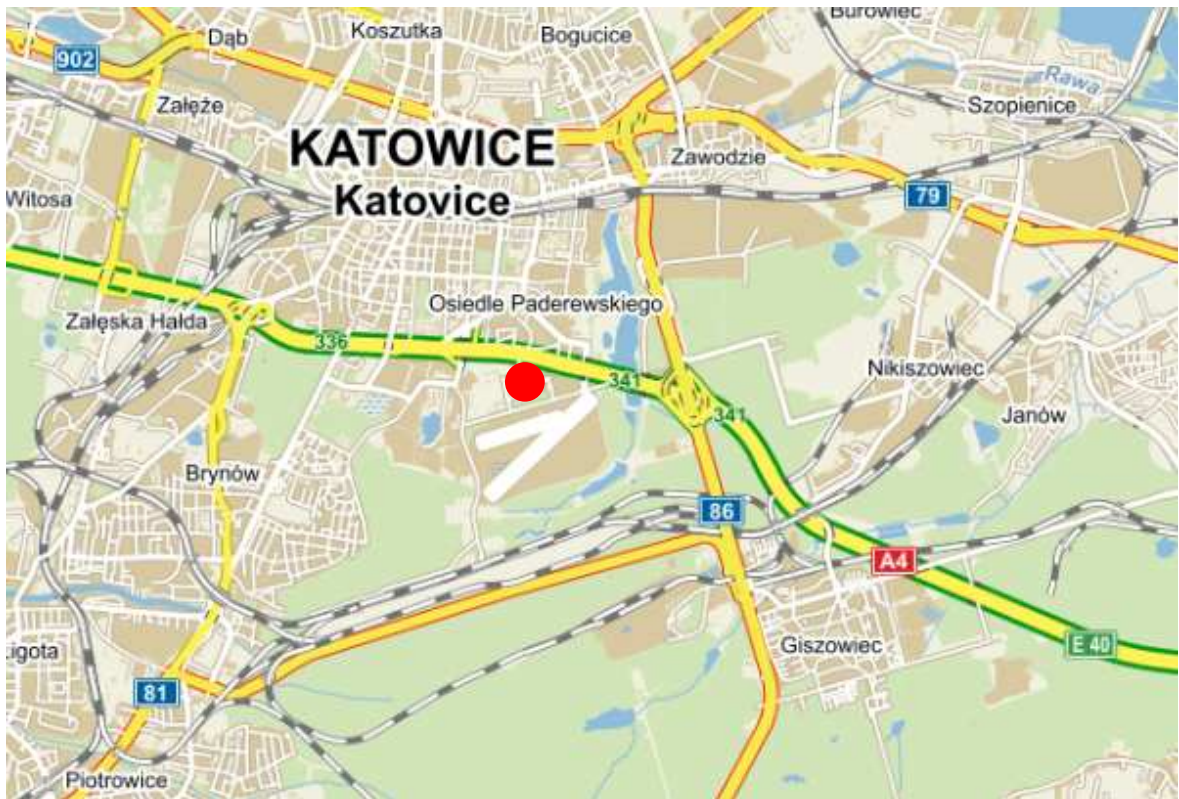 Burowiec
Dąb
Koszutka
Bogucice
902
Rawa
Załęże
Szopienice
KATOWICE
Katovice
Zawodzie
Witosa
79
Osiedle Paderewskiego
Załęska Hałda
336
341
Nikiszowiec
341
Janów
Brynów
86
A4
Giszowiec
E 40
Ligota
81
Piotrowice